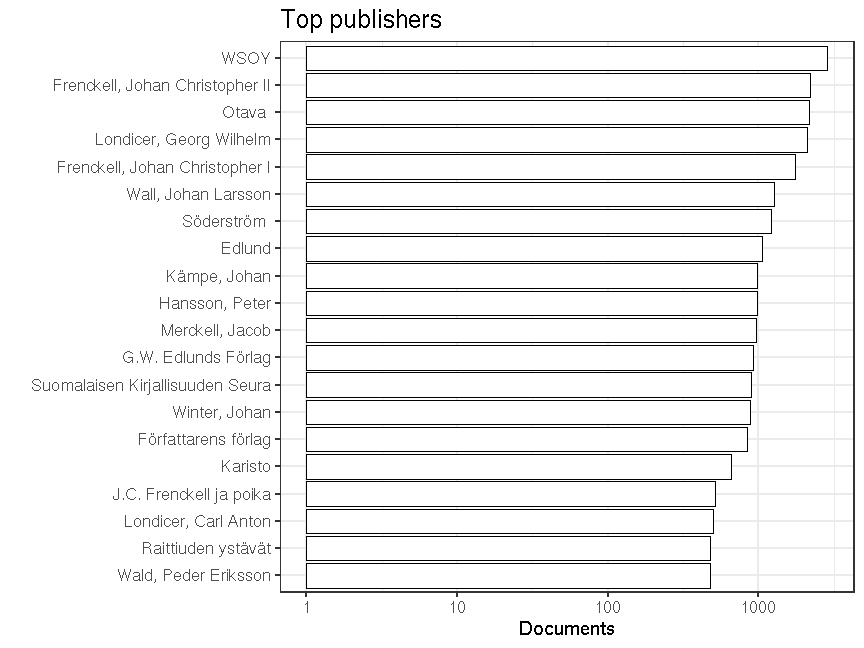 Top publishers
WSOY
Frenckell, Johan Christopher II
Otava
Londicer, Georg Wilhelm
Frenckell, Johan Christopher I
Wall, Johan Larsson
Söderström
Edlund
Kämpe, Johan
Hansson, Peter
Merckell, Jacob
G.W. Edlunds Förlag
Suomalaisen Kirjallisuuden Seura
Winter, Johan
Författarens förlag
Karisto
J.C. Frenckell ja poika
Londicer, Carl Anton
Raittiuden ystävät
Wald, Peder Eriksson
1 10 100 1000
Documents